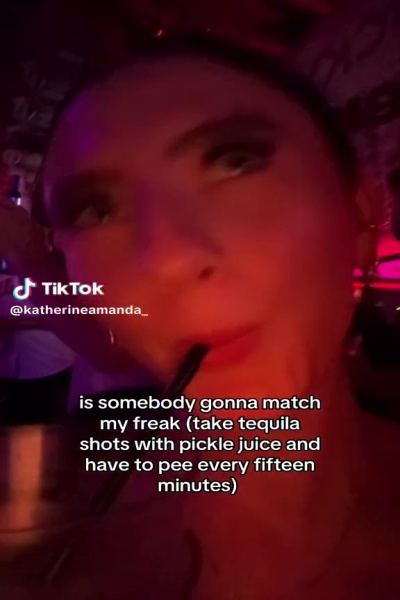 TikTok
@katherineamanda_
is somebody gonna match
my freak (take tequila
shots with pickle juice and
have to pee every fifteen
minutes)